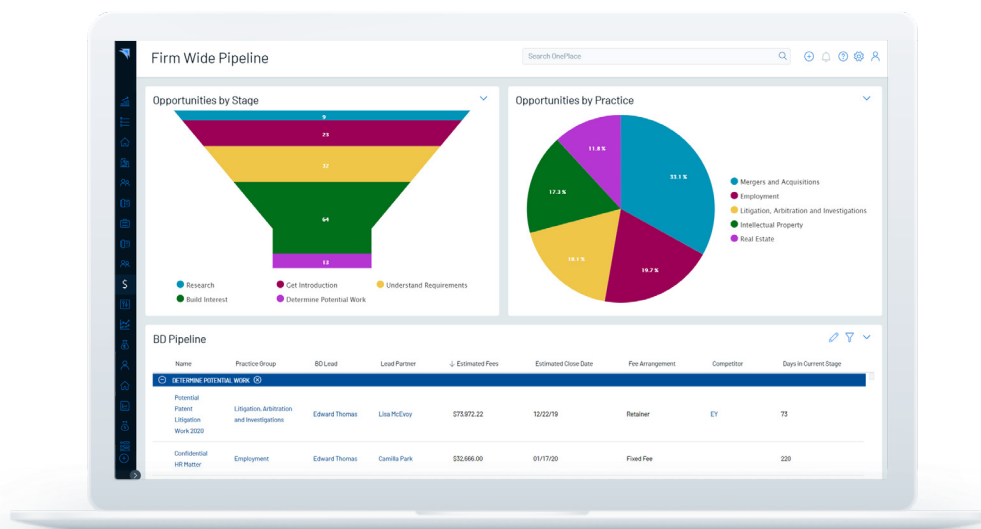 Firm Wide Pipeline
Search OnePlace
Opportunities by Stage
9
23
32
64
13
Research
Get Introduction
Understand Requirements
Build Interest
Determine Potential Work
Opportunities by Practice
33.1 %
19.7 %
18.1 %
17.3 %
11.8 %
Mergers and Acquisitions
Employment
Litigation, Arbitration and Investigations
Intellectual Property
Real Estate
BD Pipeline
Name Practice Group BD Lead Lead Partner ↓ Estimated Fees Estimated Close Date Fee Arrangement Competitor Days in Current Stage
DETERMINE POTENTIAL WORK
Potential
Patent
Litigation
Work 2020
Litigation, Arbitration
and Investigations
Edward Thomas Lisa McEvoy $73,972.22 12/22/19 Retainer EY 73
Confidential
HR Matter
Employment Edward Thomas Camilla Park $32,666.00 01/17/20 Fixed Fee 220